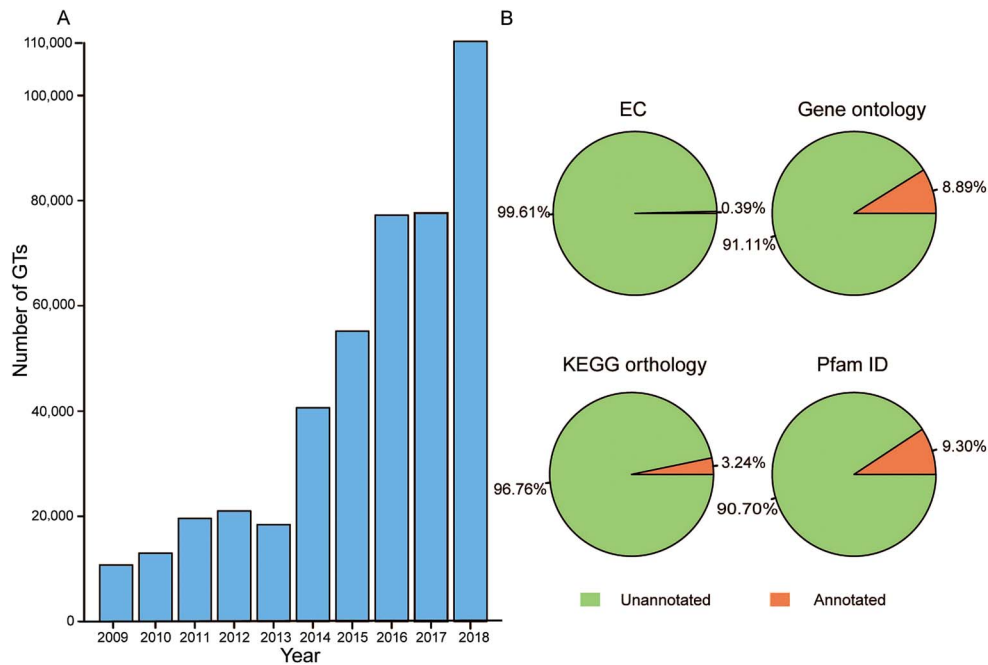 A
Number of GTs
110,000
100,000
80,000
60,000
40,000
20.000
0
2009 2010 2011 2012 2013 2014 2015 2016 2017 2018
Year
B
EC
99.61%
0.39%
Gene ontology
8.89%
91.11%
KEGG orthology
3.24%
96.76%
Pfam ID
9.30%
90.70%
Unannotated
Annotated